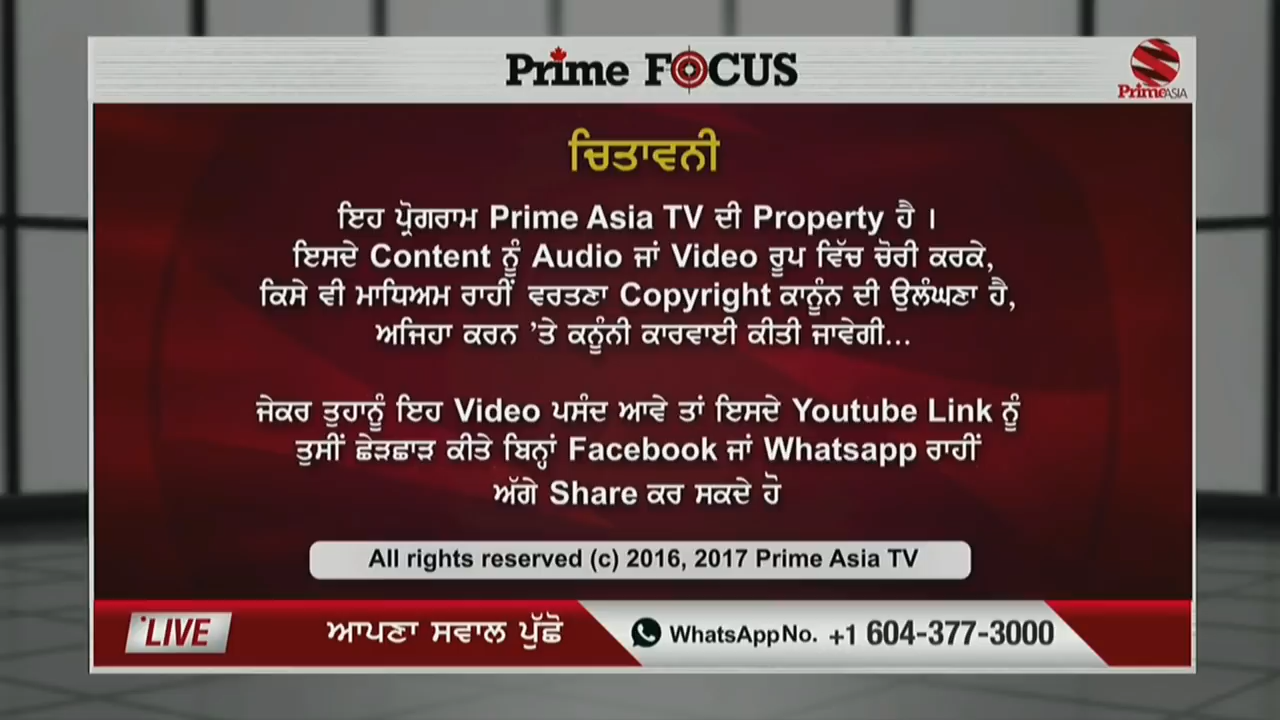 Prime FOCUS
PrimeASIA
ਚਿਤਾਵਨੀ
ਇਹ ਪ੍ਰੋਗਰਾਮ Prime Asia TV ਦੀ Property ਹੈ ।
ਇਸਦੇ Content ਨੂੰ Audio ਜਾਂ Video ਰੂਪ ਵਿੱਚ ਚੋਰੀ ਕਰਕੇ,
ਕਿਸੇ ਵੀ ਮਾਧਿਅਮ ਰਾਹੀਂ ਵਰਤਣਾ Copyright ਕਾਨੂੰਨ ਦੀ ਉਲੰਘਣਾ ਹੈ,
ਅਜਿਹਾ ਕਰਨ ’ਤੇ ਕਨੂੰਨੀ ਕਾਰਵਾਈ ਕੀਤੀ ਜਾਵੇਗੀ...
ਜੇਕਰ ਤੁਹਾਨੂੰ ਇਹ Video ਪਸੰਦ ਆਵੇ ਤਾਂ ਇਸਦੇ Youtube Link ਨੂੰ
ਤੁਸੀਂ ਛੇੜਛਾੜ ਕੀਤੇ ਬਿਨ੍ਹਾਂ Facebook ਜਾਂ Whatsapp ਰਾਹੀਂ
ਅੱਗੇ Share ਕਰ ਸਕਦੇ ਹੋ
All rights reserved (c) 2016, 2017 Prime Asia TV
LIVE
ਆਪਣਾ ਸਵਾਲ ਪੁੱਛੋ
WhatsApp No. +1 604-377-3000